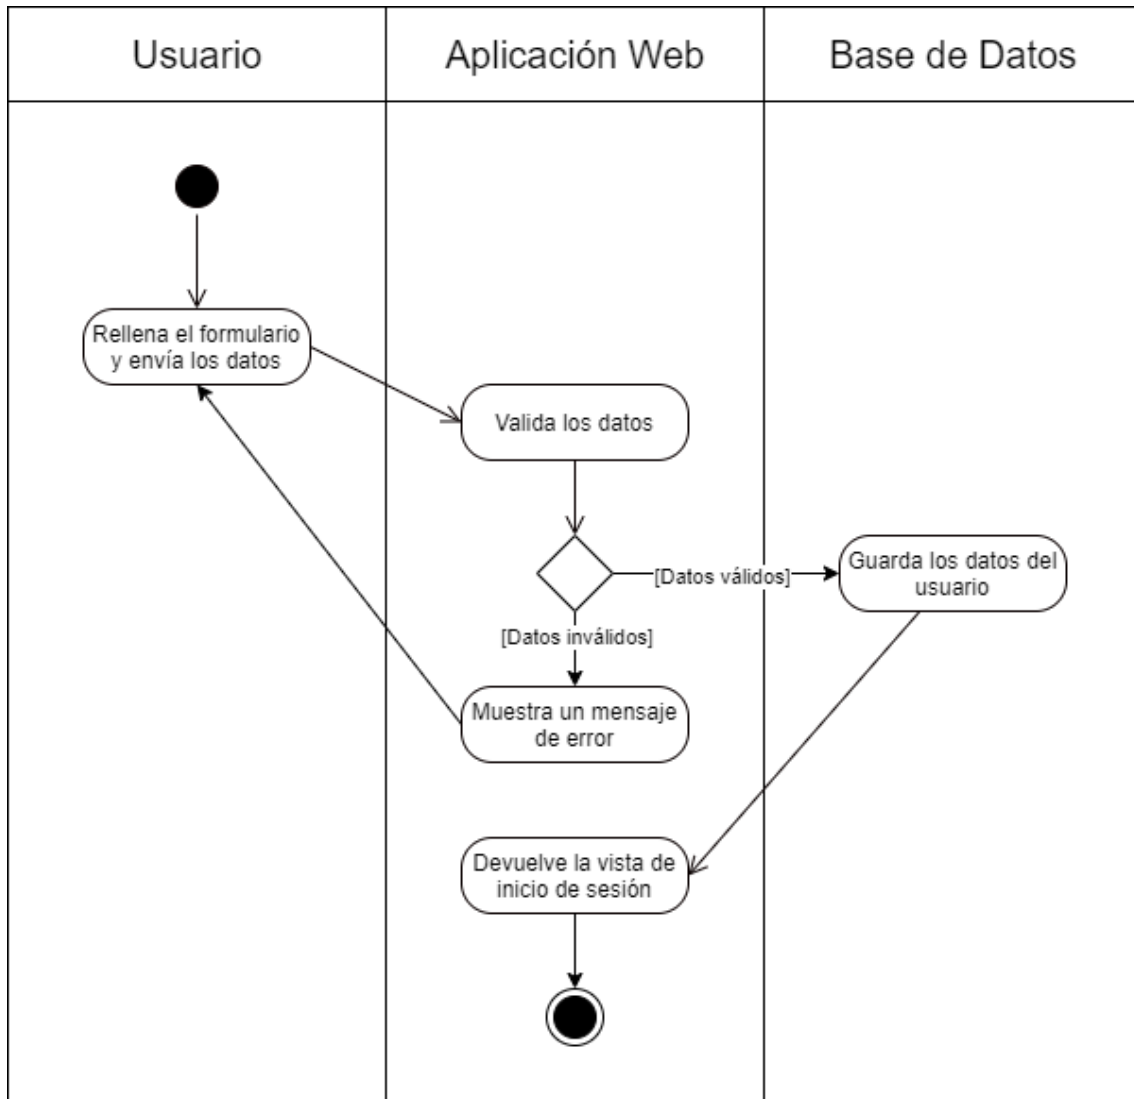 Usuario
Aplicación Web
Base de Datos
Rellena el formulario
y envía los datos
Valida los datos
[Datos válidos]
Guarda los datos del
usuario
[Datos inválidos]
Muestra un mensaje
de error
Devuelve la vista de
inicio de sesión